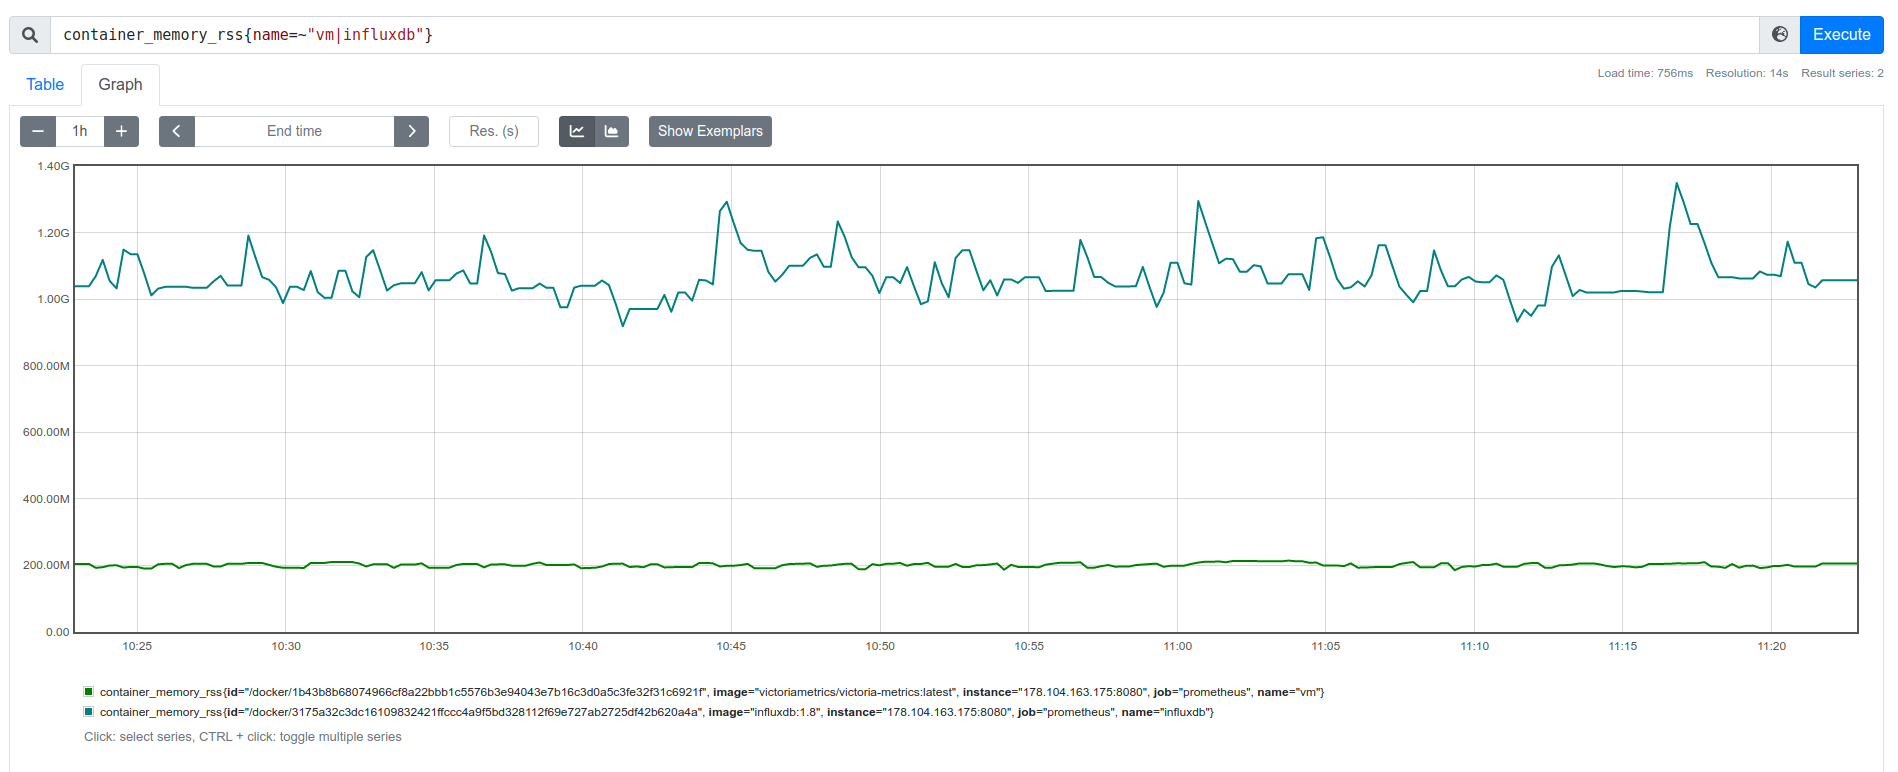 container_memory_rss{name=~"vm|influxdb"}
Execute
Table
Graph
Load time: 756ms Resolution: 14s Result series: 2
1h
End time
Res. (s)
Show Exemplars
1.40G
1.20G
1.00G
800.00M
600.00M
400.00M
200.00M
0.00
10:25 10:30 10:35 10:40 10:45 10:50 10:55 11:00 11:05 11:10 11:15 11:20
container_memory_rss{id="/docker/1b43b8b68074966cf8a22bbb1c5576b3e94043e7b16c3d0a5c3fe32f31c6921f", image="victoriametrics/victoria-metrics:latest", instance="178.104.163.175:8080", job="prometheus", name="vm"}
container_memory_rss{id="/docker/3175a32c3dc16109832421ffccc4a9f5bd328112f69e727ab2725df42b620a4a", image="influxdb:1.8", instance="178.104.163.175:8080", job="prometheus", name="influxdb"}
Click: select series, CTRL + click: toggle multiple series